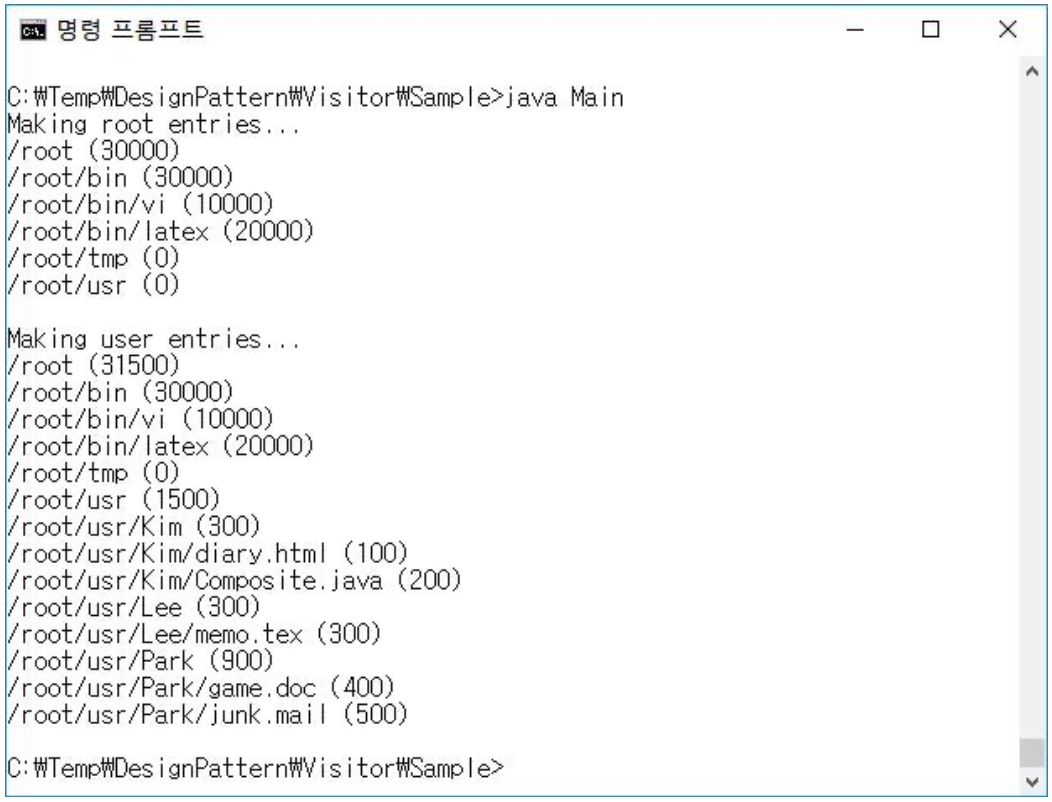 명령 프롬프트
C:₩Temp₩DesignPattern₩Visitor₩Sample>java Main
Making root entries...
/root (30000)
/root/bin (30000)
/root/bin/vi (10000)
/root/bin/latex (20000)
/root/tmp (0)
/root/usr (0)
Making user entries...
/root (31500)
/root/bin (30000)
/root/bin/vi (10000)
/root/bin/latex (20000)
/root/tmp (0)
/root/usr (1500)
/root/usr/Kim (300)
/root/usr/Kim/diary.html (100)
/root/usr/Kim/Composite.java (200)
/root/usr/Lee (300)
/root/usr/Lee/memo.tex (300)
/root/usr/Park (900)
/root/usr/Park/game.doc (400)
/root/usr/Park/junk.mail (500)
C:₩Temp₩DesignPattern₩Visitor₩Sample>